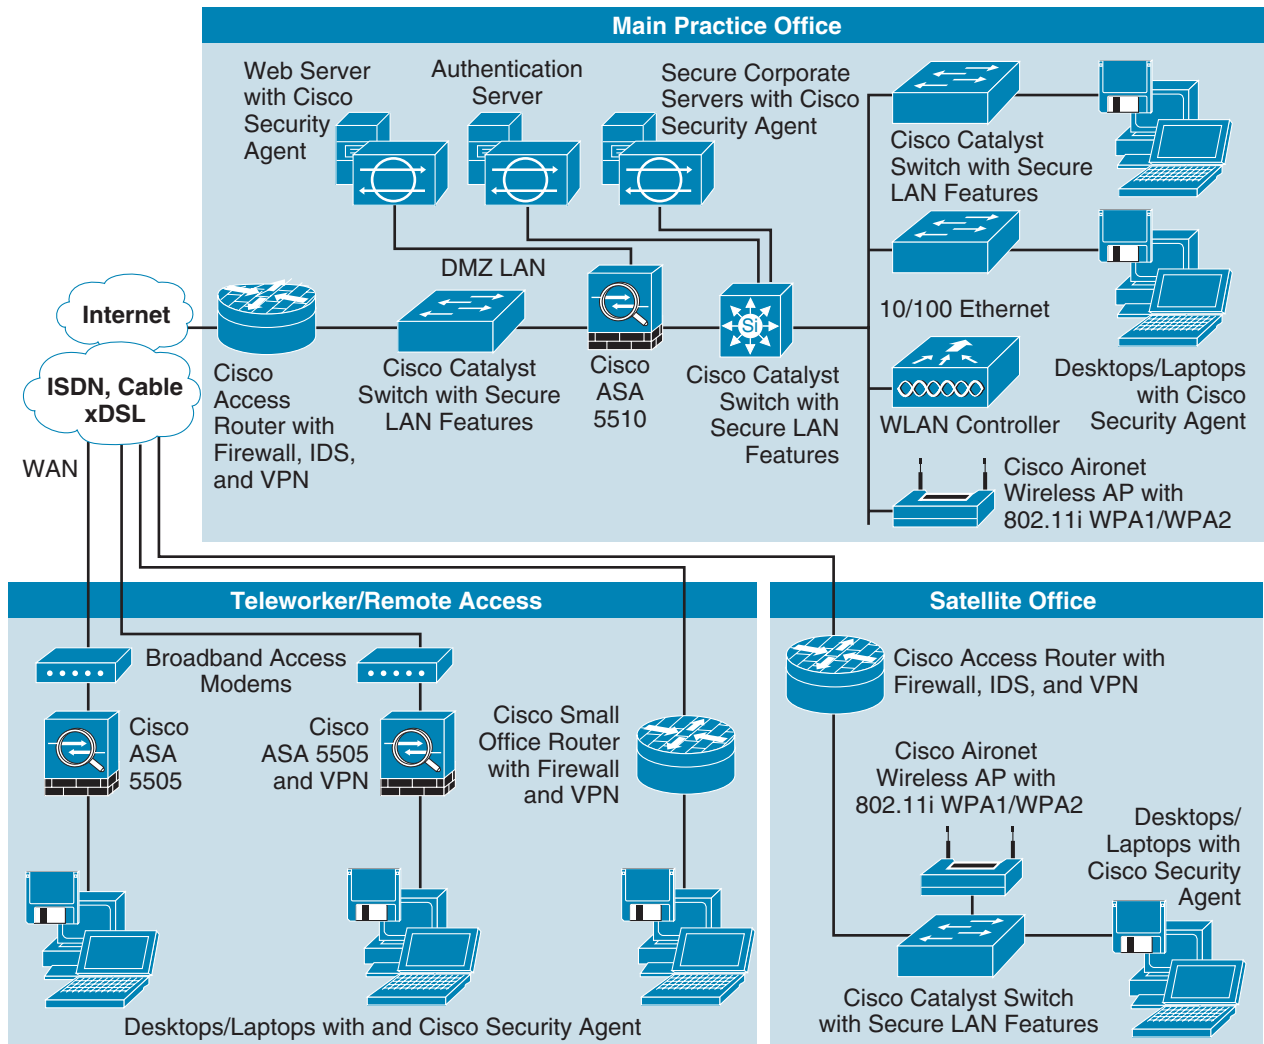 Main Practice Office
Web Server
with Cisco
Security
Agent
Authentication
Server
Secure Corporate
Servers with Cisco
Security Agent
Cisco Catalyst
Switch with Secure
LAN Features
DMZ LAN
10/100 Ethernet
Internet
ISDN, Cable
xDSL
WAN
Cisco
Access
Router with
Firewall, IDS,
and VPN
Cisco Catalyst
Switch with Secure
LAN Features
Cisco
ASA
5510
Si
Cisco Catalyst
Switch with
Secure LAN
Features
WLAN Controller
Desktops/Laptops
with Cisco
Security Agent
Cisco Aironet
Wireless AP with
802.11i WPA1/WPA2
Teleworker/Remote Access
Broadband Access
Modems
Cisco
ASA
5505
Cisco
ASA 5505
and VPN
Cisco Small
Office Router
with Firewall
and VPN
Desktops/Laptops with and Cisco Security Agent
Satellite Office
Cisco Access Router with
Firewall, IDS, and VPN
Cisco Aironet
Wireless AP with
802.11i WPA1/WPA2
Desktops/
Laptops with
Cisco Security
Agent
Cisco Catalyst Switch
with Secure LAN Features